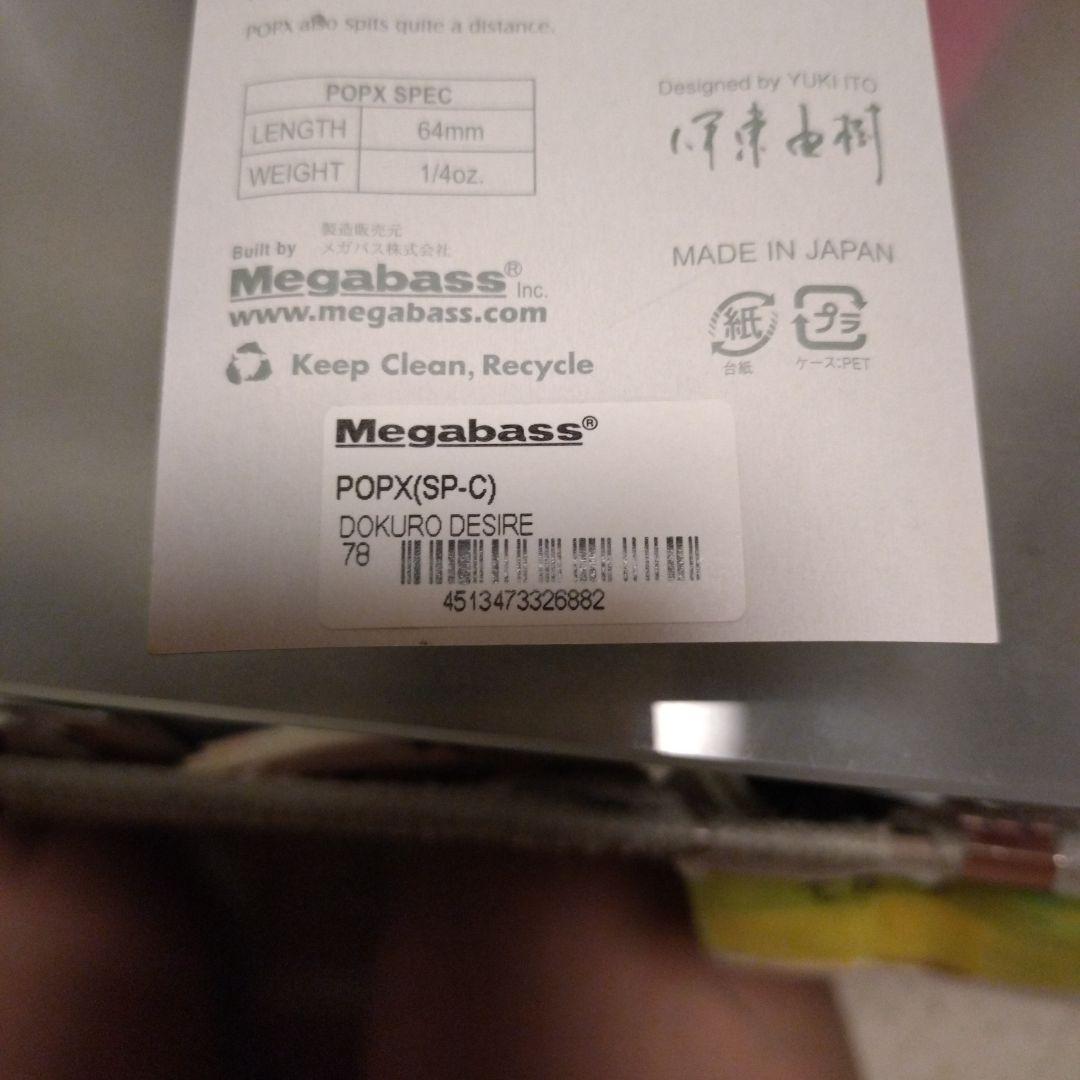 POPX also spits quite a distance.
POPX SPEC
LENGTH 64mm
WEIGHT 1/4oz.
Designed by YUKI ITO
伊東由樹
製造販売元
Built by メガバス株式会社
Megabass® Inc.
www.megabass.com
Keep Clean, Recycle
MADE IN JAPAN
紙 プラ
台紙 ケース:PET
Megabass®
POPX(SP-C)
DOKURO DESIRE
78
4513473326882